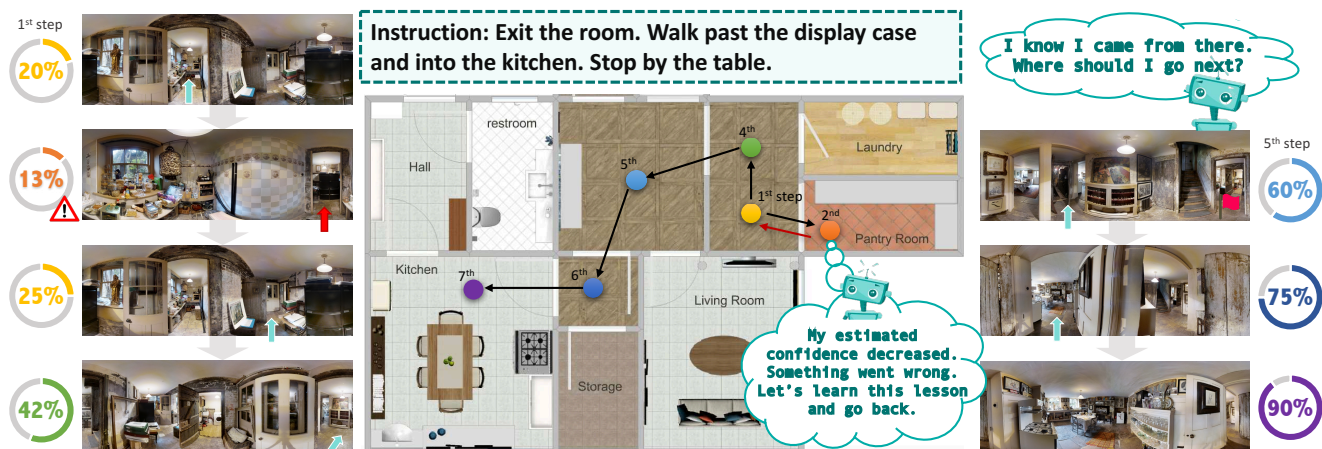 1st step
20%
13%
25%
42%
Instruction: Exit the room. Walk past the display case
and into the kitchen. Stop by the table.
restroom
Hall
Laundry
4th
5th
1st step
2nd
Pantry Room
Kitchen
7th
6th
Living Room
Storage
My estimated
confidence decreased.
Something went wrong.
Let's learn this lesson
and go back.
I know I came from there.
Where should I go next?
5th step
60%
75%
90%